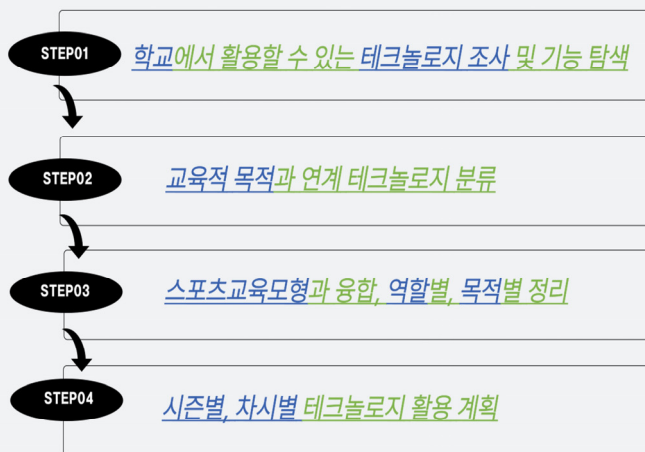 STEP01
학교에서 활용할 수 있는 테크놀로지 조사 및 기능 탐색
STEP02
교육적 목적과 연계 테크놀로지 분류
STEP03
스포츠교육모형과 융합, 역할별, 목적별 정리
STEP04
시즌별, 차시별 테크놀로지 활용 계획